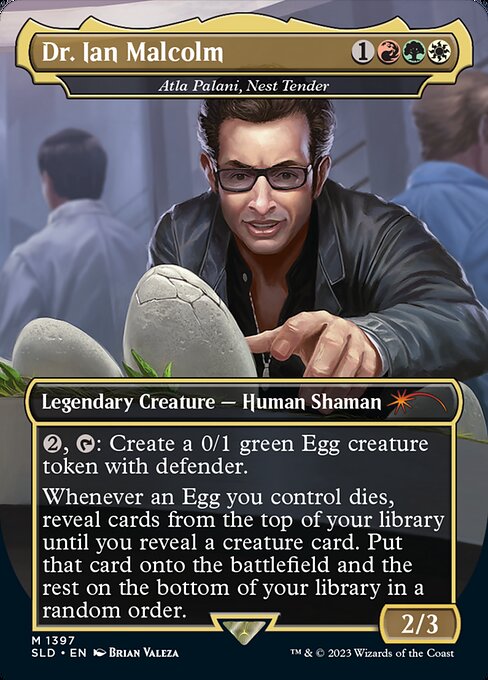 Dr. Ian Malcolm 1
Atla Palani, Nest Tender
Legendary Creature — Human Shaman
2, : Create a 0/1 green Egg creature
token with defender.
Whenever an Egg you control dies,
reveal cards from the top of your library
until you reveal a creature card. Put
that card onto the battlefield and the
rest on the bottom of your library in a
random order.
2/3
M 1397
SLD • EN Brian Valeza
™ & © 2023 Wizards of the Coast